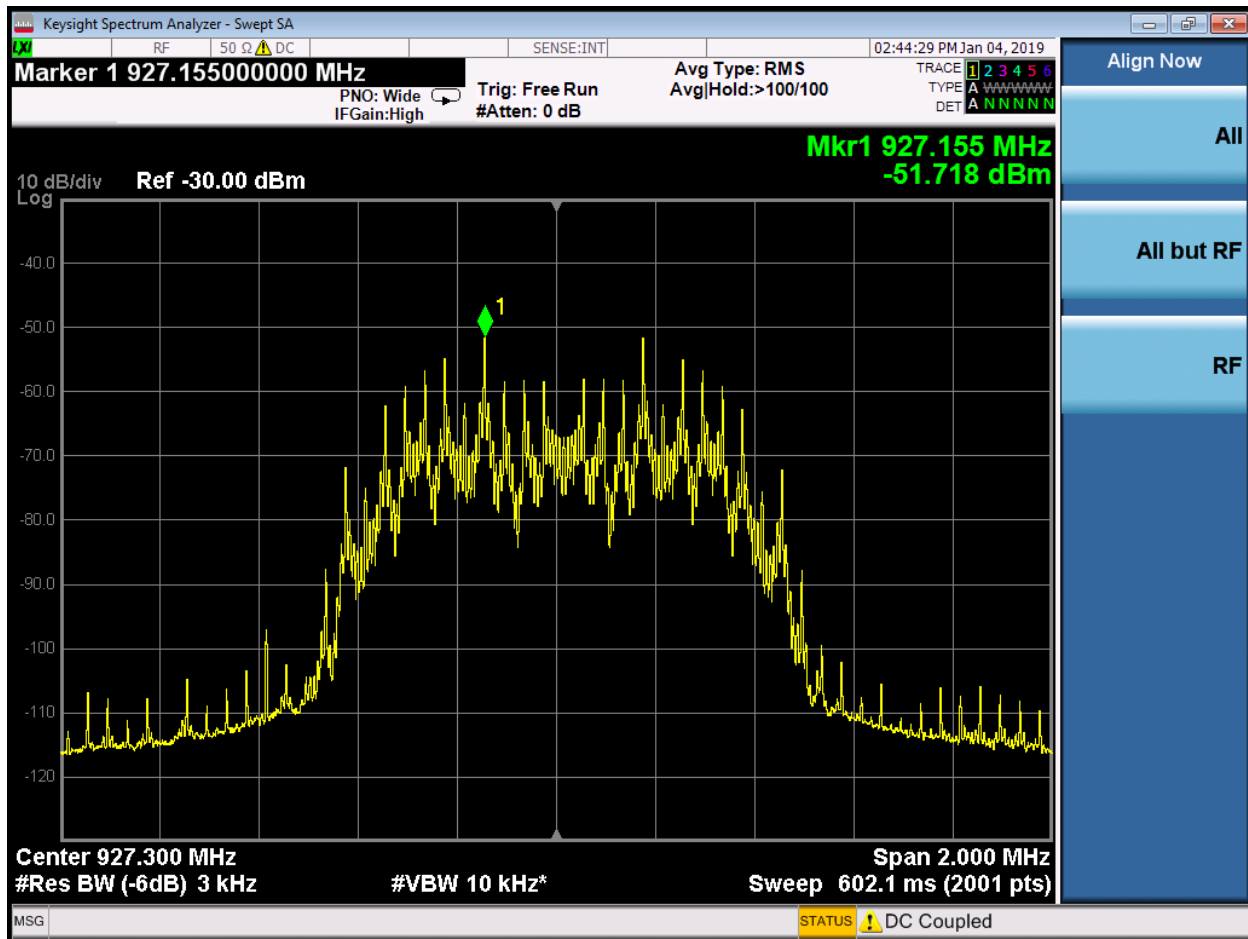 Keysight Spectrum Analyzer - Swept SA
LXI RF 50 Ω DC SENSE:INT 02:44:29 PM Jan 04, 2019
Marker 1 927.155000000 MHz
PNO: Wide
IFGain:High
Trig: Free Run
#Atten: 0 dB
Avg Type: RMS
Avg|Hold:>100/100
TRACE 1 2 3 4 5 6
TYPE A WWWWW
DET A N N N N N
Align Now
All
All but RF
RF
Mkr1 927.155 MHz
-51.718 dBm
10 dB/div Ref -30.00 dBm
Log
1
-40.0
-50.0
-60.0
-70.0
-80.0
-90.0
-100
-110
-120
Center 927.300 MHz Span 2.000 MHz
#Res BW (-6dB) 3 kHz #VBW 10 kHz* Sweep 602.1 ms (2001 pts)
MSG STATUS DC Coupled